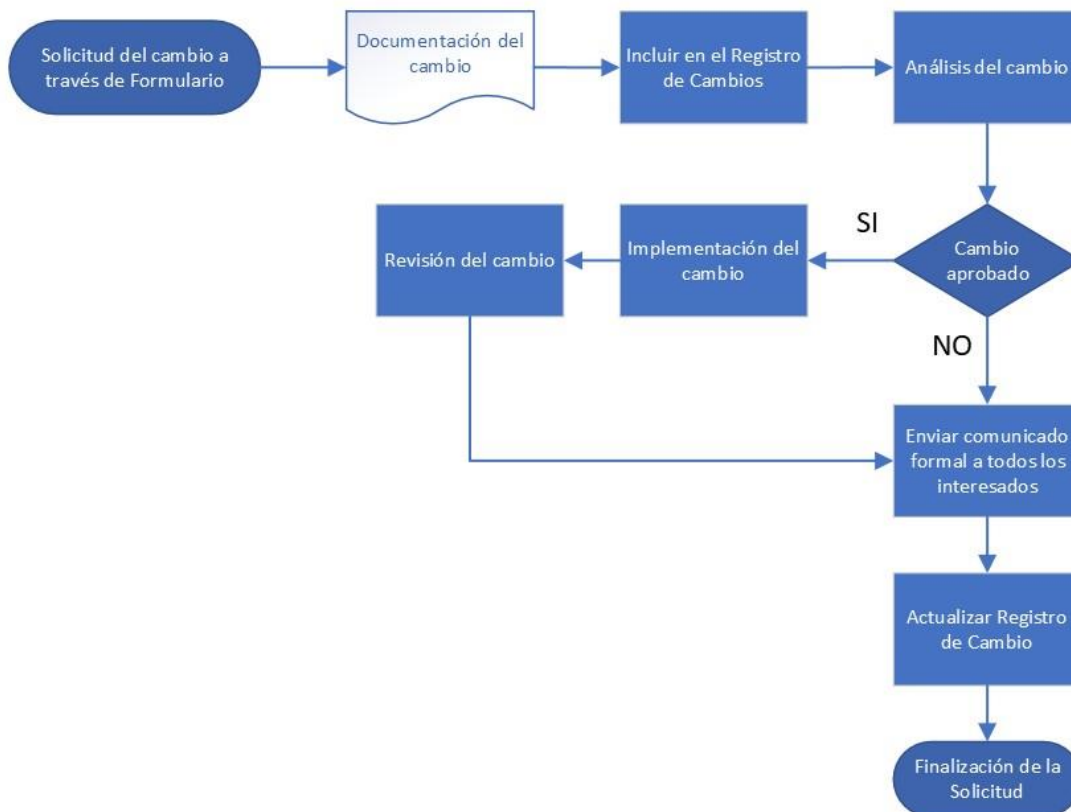 Solicitud del cambio a
través de Formulario
Documentación del
cambio
Incluir en el Registro
de Cambios
Análisis del cambio
SI
Cambio
aprobado
Implementación del
cambio
Revisión del cambio
NO
Enviar comunicado
formal a todos los
interesados
Actualizar Registro
de Cambio
Finalización de la
Solicitud